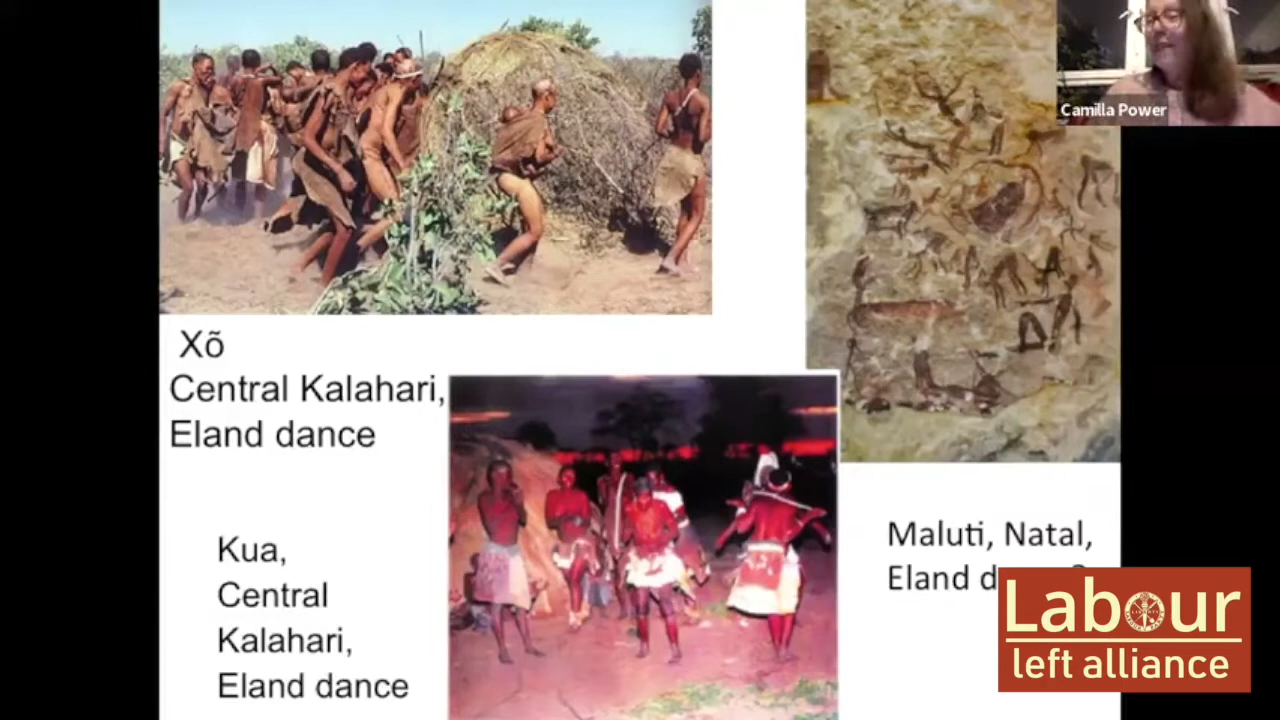 Camilla Power
Xõ
Central Kalahari,
Eland dance
Kua,
Central
Kalahari,
Eland dance
Maluti, Natal,
Eland
Labour
left alliance